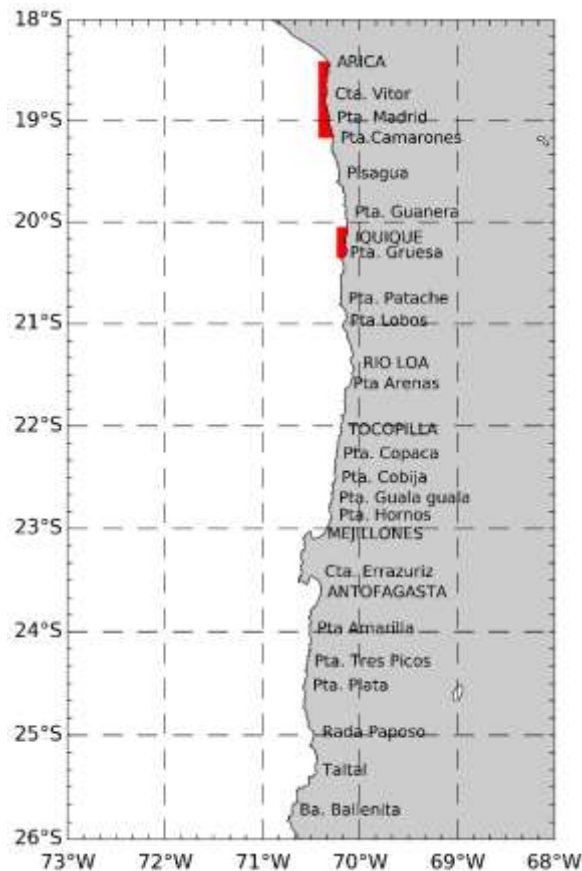 18°S
ARICA
Cta. Vitor
19°S
Pta. Madrid
Pta.Camarones
Pisagua
Pta. Guanera
20°S
IQUIQUE
Pta. Gruesa
Pta. Patache
21°S
Pta Lobos
RIO LOA
Pta Arenas
22°S
TOCOPILLA
Pta. Copaca
Pta. Cobija
Pta. Guala guala
Pta. Hornos
23°S
MEJILLONES
Cta. Errazuriz
ANTOFAGASTA
24°S
Pta Amarilla
Pta. Tres Picos
Pta. Plata
25°S
Rada Paposo
Taltal
Ba. Ballenita
26°S
73°W 72°W 71°W 70°W 69°W 68°W